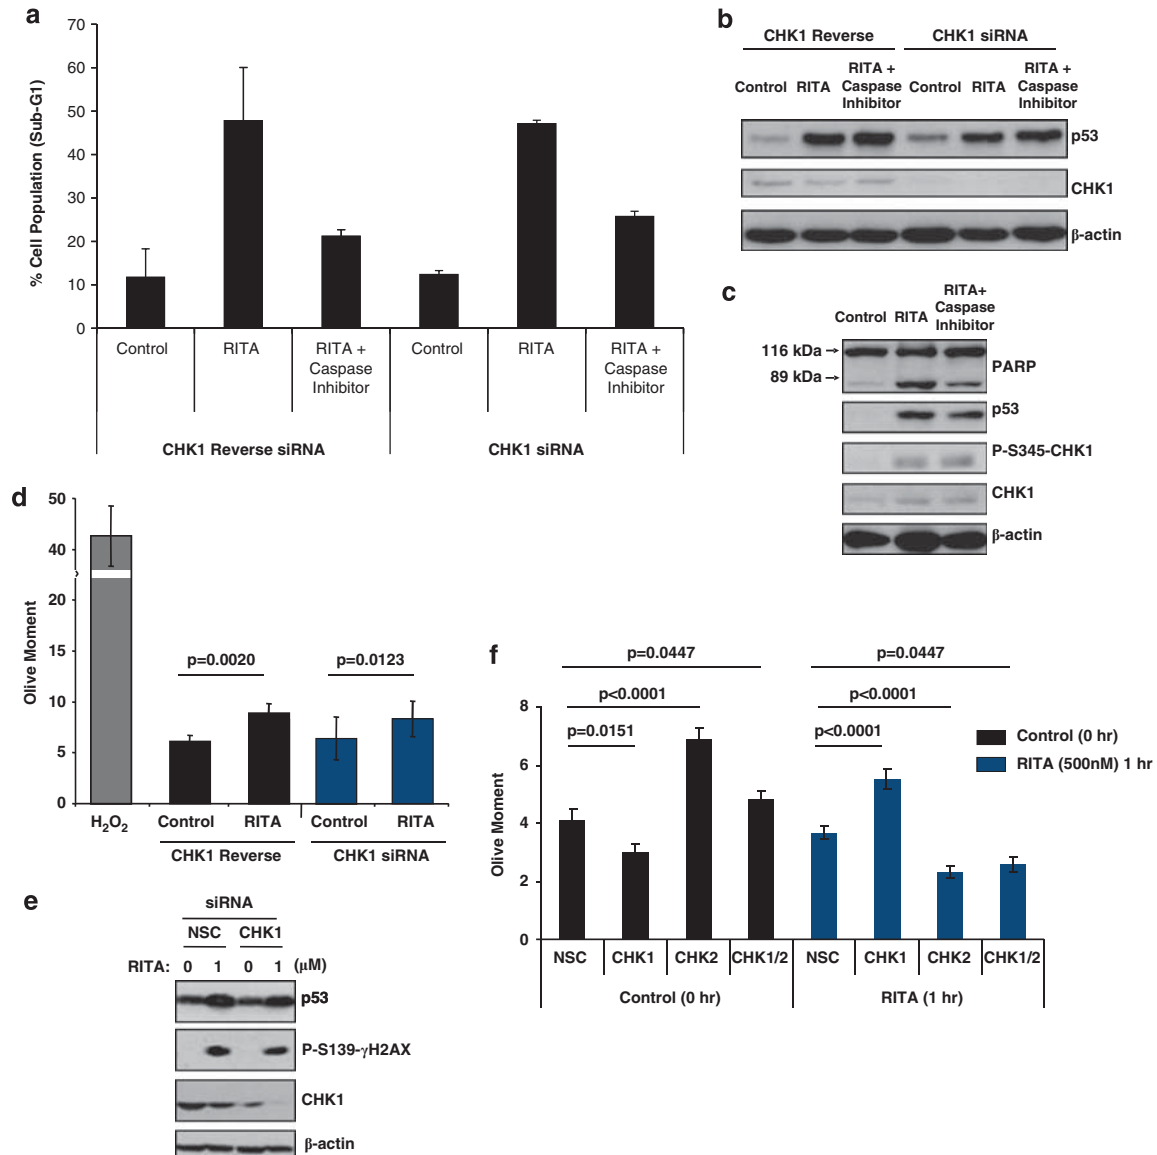 a
70
60
50
40
30
20
10
0
% Cell Population (Sub-G1)
Control
RITA
RITA +
Caspase
Inhibitor
Control
RITA
RITA +
Caspase
Inhibitor
CHK1 Reverse siRNA
CHK1 siRNA
b
CHK1 Reverse
CHK1 siRNA
Control
RITA
RITA +
Caspase
Inhibitor
Control
RITA
RITA +
Caspase
Inhibitor
p53
CHK1
β-actin
c
Control
RITA
RITA+
Caspase
Inhibitor
116 kDa→
89 kDa→
PARP
p53
P-S345-CHK1
CHK1
β-actin
d
50
40
20
15
10
5
0
Olive Moment
p=0.0020
p=0.0123
H₂O₂
Control
RITA
Control
RITA
CHK1 Reverse
CHK1 siRNA
e
siRNA
NSC CHK1
RITA: 0 1 0 1 (μM)
p53
P-S139-γH2AX
CHK1
β-actin
f
p=0.0447
p<0.0001
p=0.0151
p=0.0447
p<0.0001
p<0.0001
Control (0 hr)
RITA (500nM) 1 hr
8
6
4
2
0
Olive Moment
NSC
CHK1
CHK2
CHK1/2
NSC
CHK1
CHK2
CHK1/2
Control (0 hr)
RITA (1 hr)